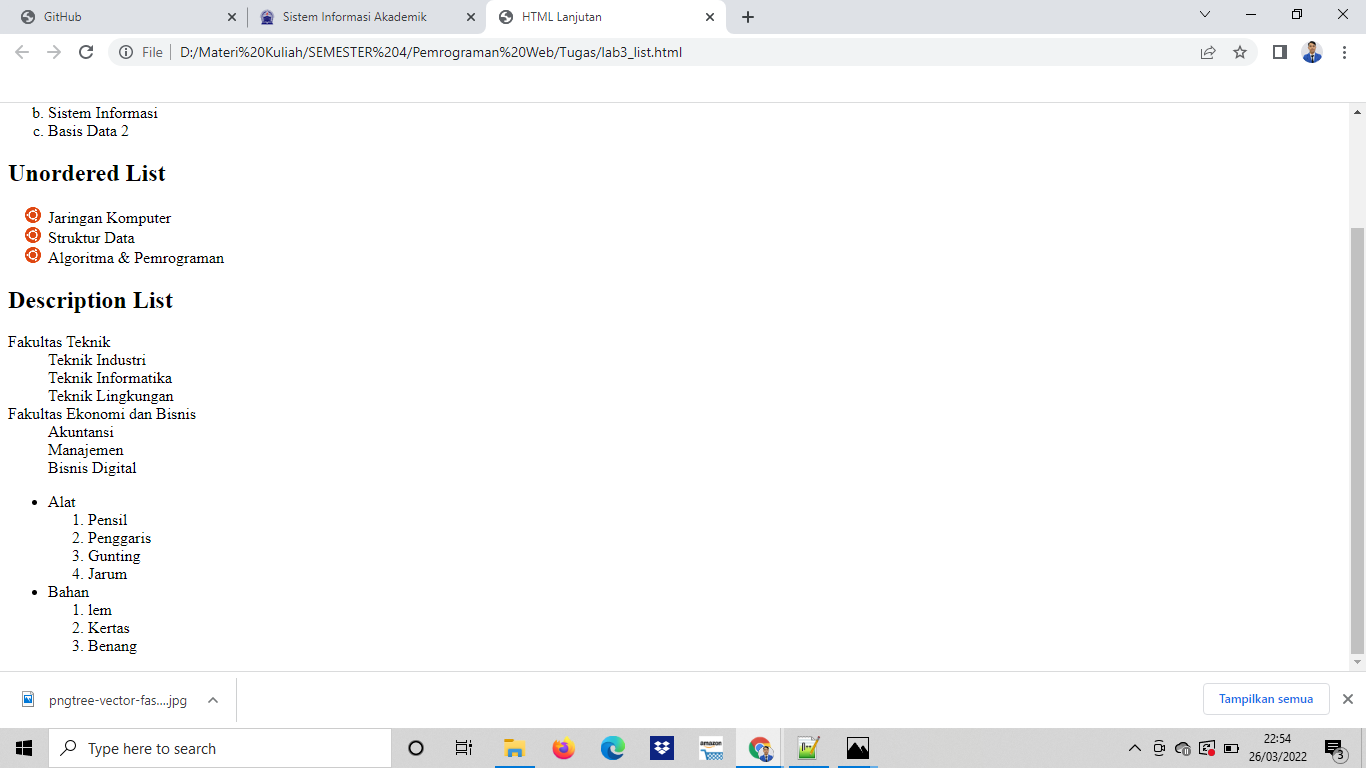 GitHub
Sistem Informasi Akademik
HTML Lanjutan
File
D:/Materi%20Kuliah/SEMESTER%204/Pemrograman%20Web/Tugas/lab3_list.html
b. Sistem Informasi
c. Basis Data 2
Unordered List
Jaringan Komputer
Struktur Data
Algoritma & Pemrograman
Description List
Fakultas Teknik
Teknik Industri
Teknik Informatika
Teknik Lingkungan
Fakultas Ekonomi dan Bisnis
Akuntansi
Manajemen
Bisnis Digital
• Alat
1. Pensil
2. Penggaris
3. Gunting
4. Jarum
• Bahan
1. lem
2. Kertas
3. Benang
pngtree-vector-fas....jpg
Tampilkan semua
Type here to search
amazon
22:54
26/03/2022
3